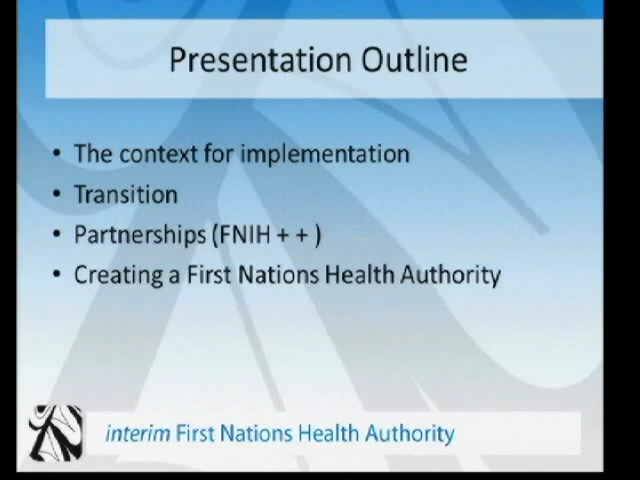 Presentation Outline
• The context for implementation
• Transition
• Partnerships (FNIH + + )
• Creating a First Nations Health Authority
interim First Nations Health Authority